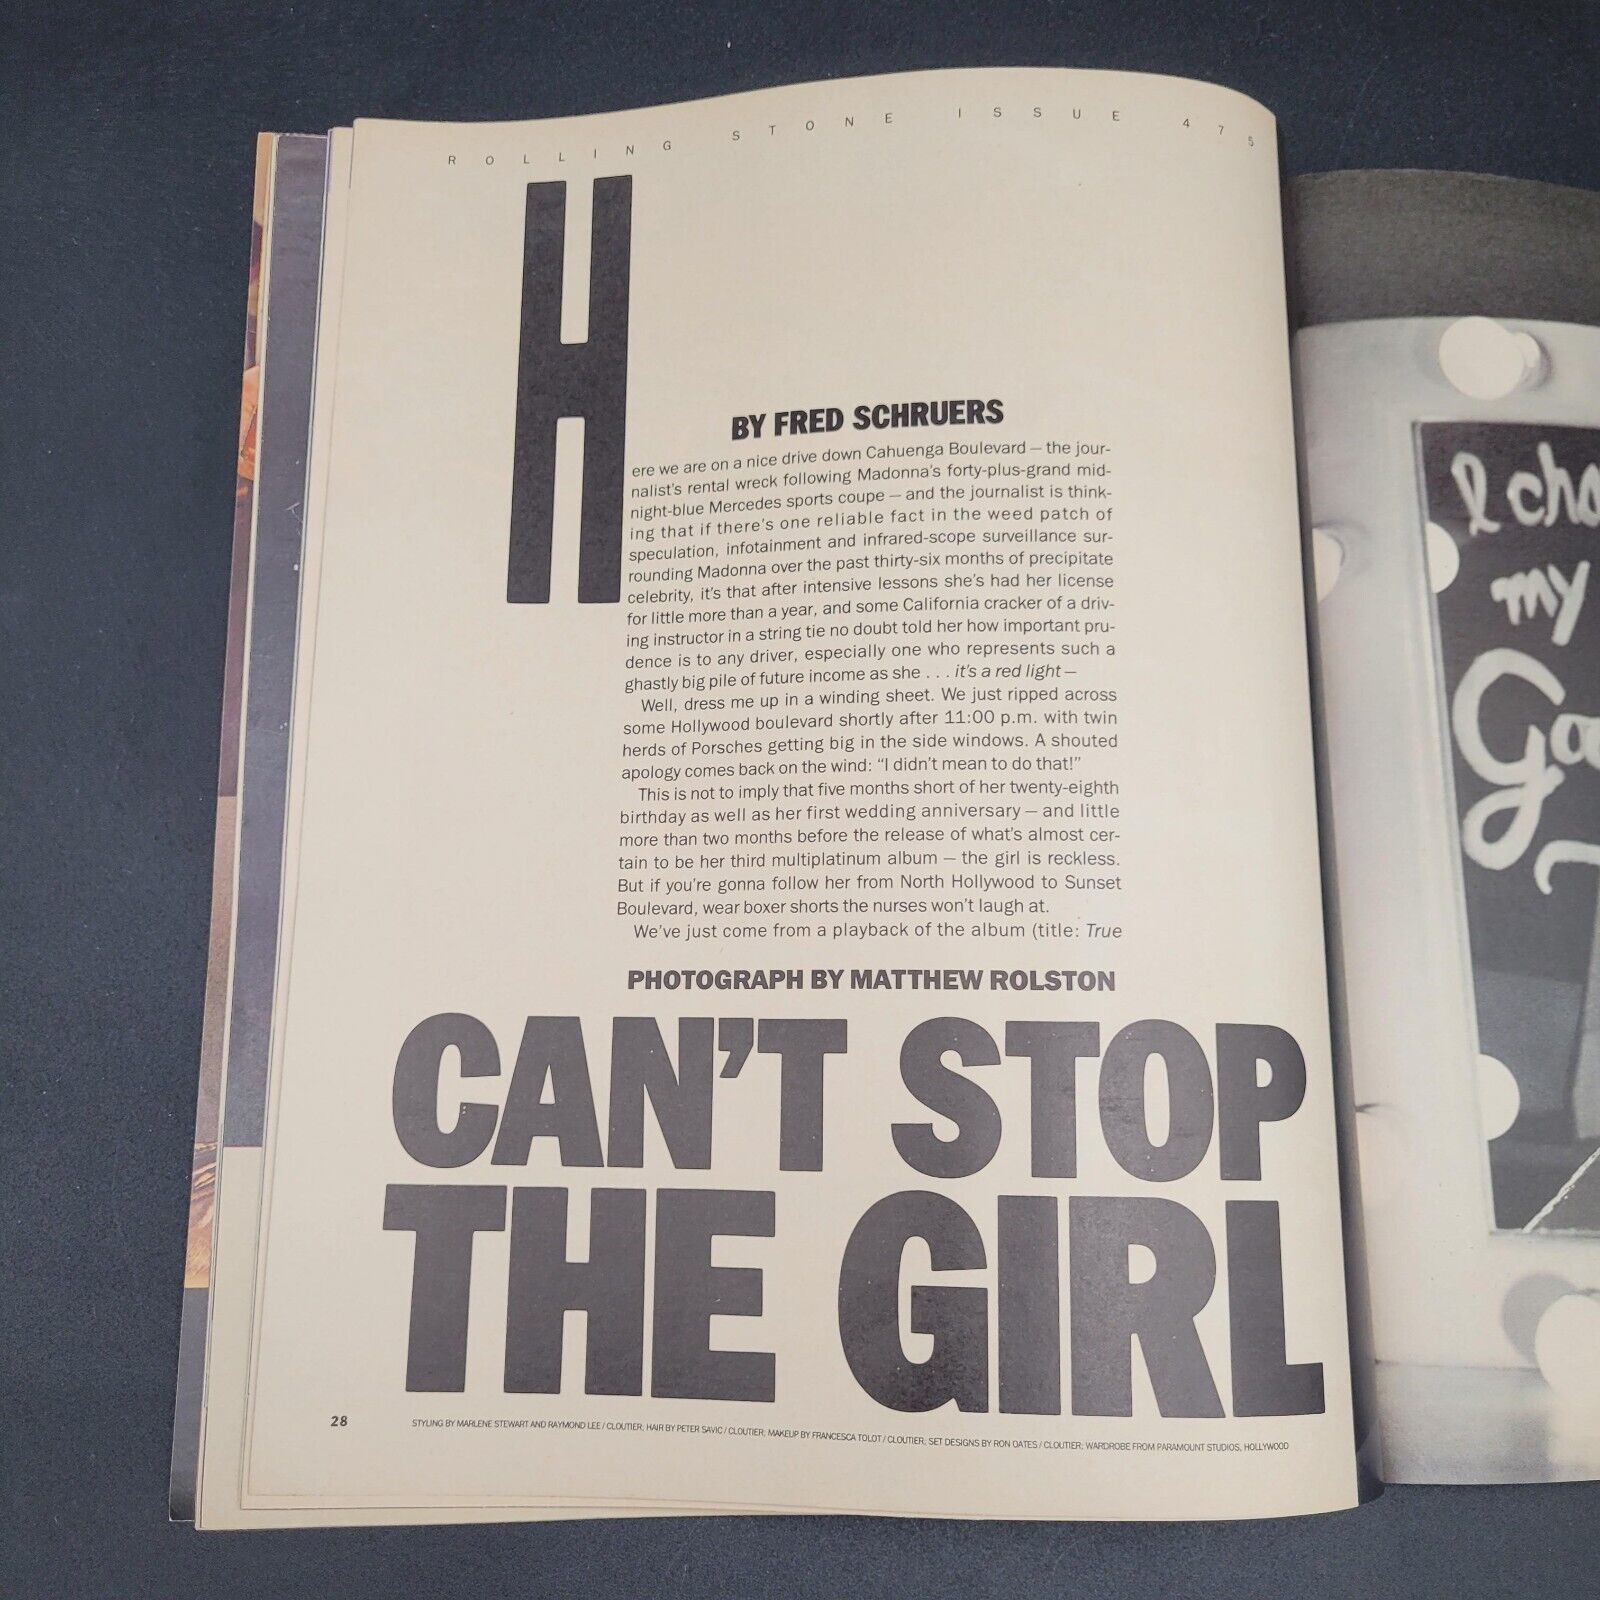 ROLLING STONE ISSUE 475
H
BY FRED SCHRUERS
ere we are on a nice drive down Cahuenga Boulevard – the jour-
nalist's rental wreck following Madonna's forty-plus-grand mid-
night-blue Mercedes sports coupe – and the journalist is think-
ing that if there's one reliable fact in the weed patch of
speculation, infotainment and infrared-scope surveillance sur-
rounding Madonna over the past thirty-six months of precipitate
celebrity, it's that after intensive lessons she's had her license
for little more than a year, and some California cracker of a driv-
ing instructor in a string tie no doubt told her how important pru-
dence is to any driver, especially one who represents such a
ghastly big pile of future income as she . . . it's a red light –
Well, dress me up in a winding sheet. We just ripped across
some Hollywood boulevard shortly after 11:00 p.m. with twin
herds of Porsches getting big in the side windows. A shouted
apology comes back on the wind: "I didn't mean to do that!"
This is not to imply that five months short of her twenty-eighth
birthday as well as her first wedding anniversary – and little
more than two months before the release of what's almost cer-
tain to be her third multiplatinum album – the girl is reckless.
But if you're gonna follow her from North Hollywood to Sunset
Boulevard, wear boxer shorts the nurses won't laugh at.
We've just come from a playback of the album (title: True
PHOTOGRAPH BY MATTHEW ROLSTON
CAN'T STOP
THE GIRL
28
STYLING BY MARLENE STEWART AND RAYMOND LEE / CLOUTIER; HAIR BY PETER SAVIC / CLOUTIER; MAKEUP BY FRANCESCA TOLOT / CLOUTIER; SET DESIGNS BY RON OATES / CLOUTIER; WARDROBE FROM PARAMOUNT STUDIOS, HOLLYWOOD
I cho
my